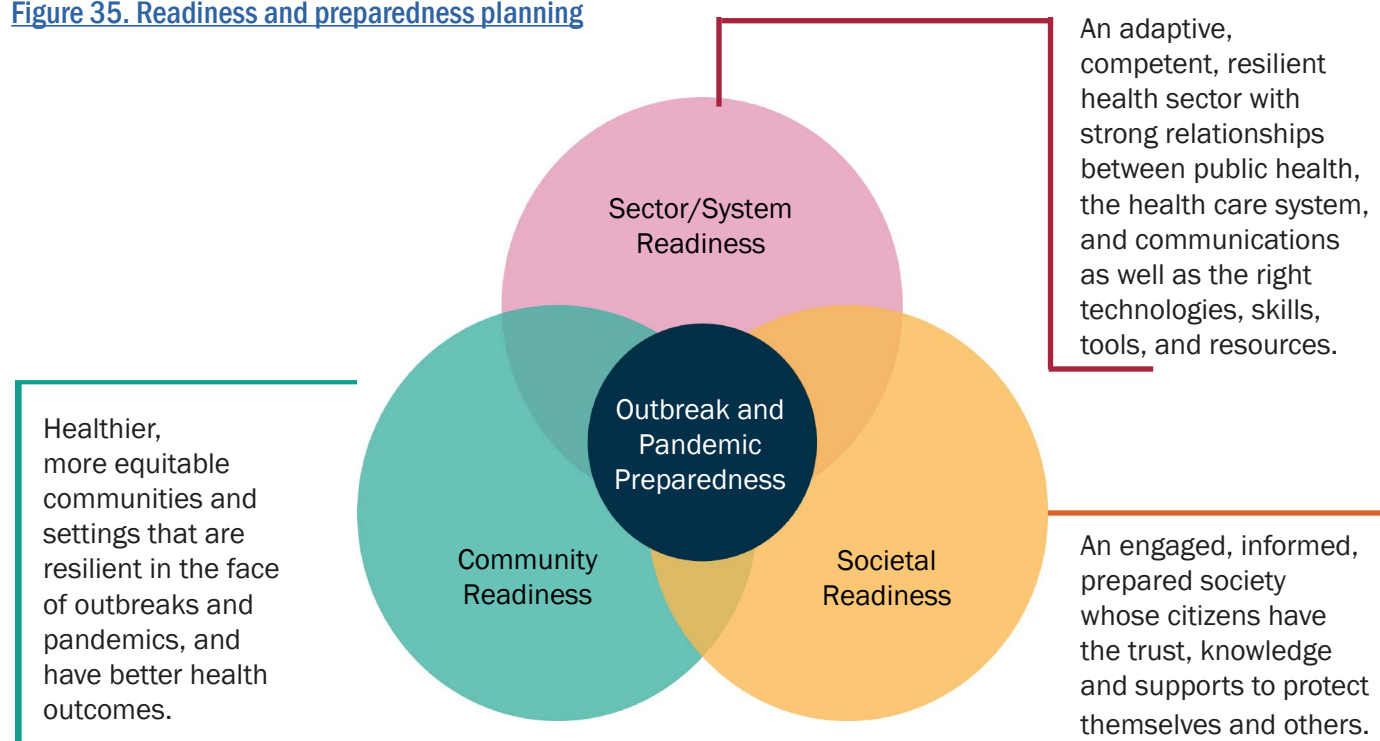 Figure 35. Readiness and preparedness planning
An adaptive,
competent, resilient
health sector with
strong relationships
between public health,
the health care system,
and communications
as well as the right
technologies, skills,
tools, and resources.
Sector/System
Readiness
Outbreak and
Pandemic
Preparedness
Healthier,
more equitable
communities and
settings that are
resilient in the face
of outbreaks and
pandemics, and
have better health
outcomes.
Community
Readiness
Societal
Readiness
An engaged, informed,
prepared society
whose citizens have
the trust, knowledge
and supports to protect
themselves and others.